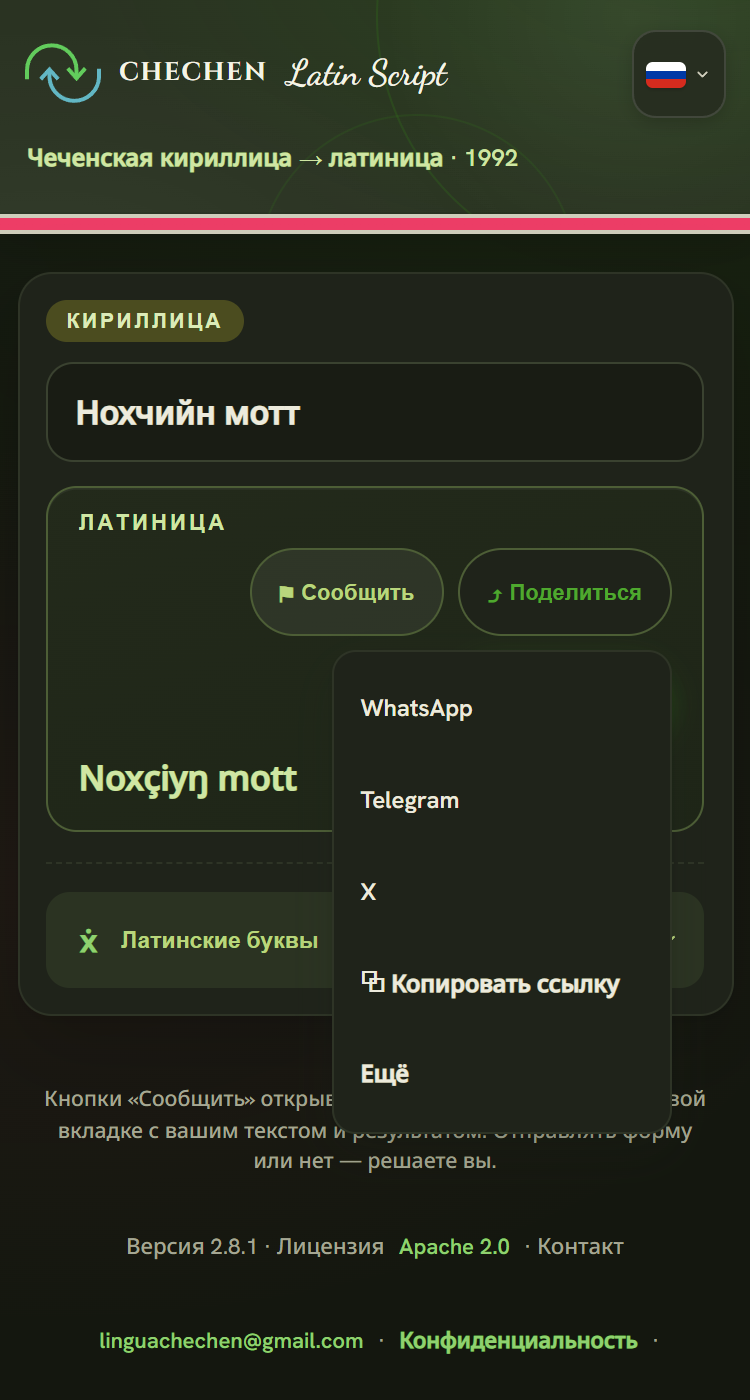 CHECHEN Latin Script
Чеченская кириллица → латиница · 1992
КИРИЛЛИЦА
Нохчийн мотт
ЛАТИНИЦА
Сообщить
Поделиться
WhatsApp
Noxçiyŋ mott
Telegram
X
ẋ Латинские буквы
Копировать ссылку
Ещё
Кнопки «Сообщить»
вкладке с вашим текстом и результатом. Отправлять форму
или нет — решаете вы.
Версия 2.8.1 · Лицензия Apache 2.0 · Контакт
linguachechen@gmail.com · Конфиденциальность ·